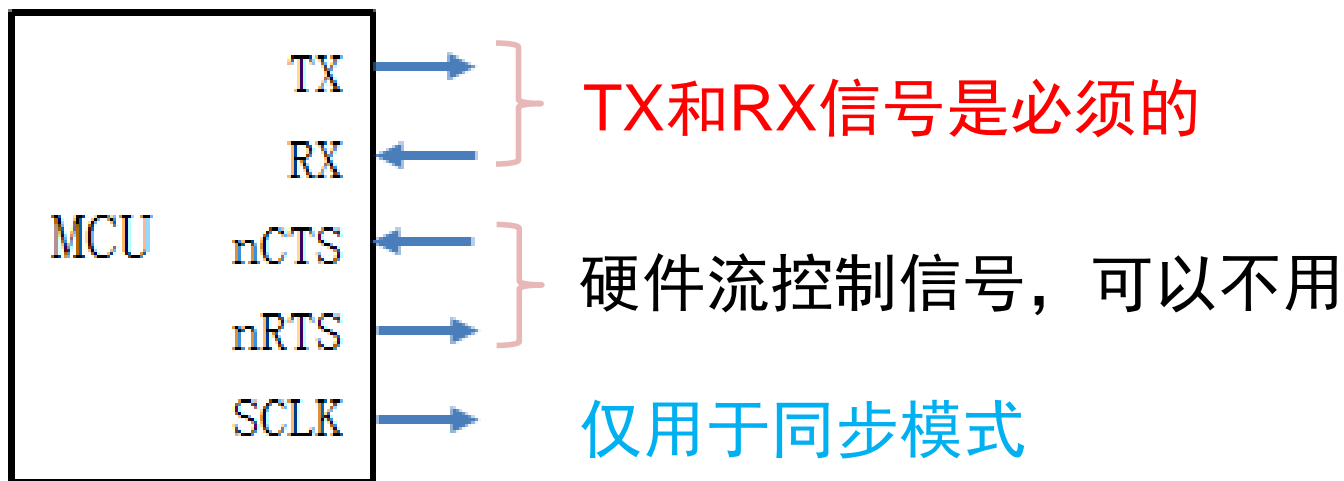 TX
TX和RX信号是必须的
RX
MCU
nCTS
硬件流控制信号，可以不用
nRTS
SCLK
仅用于同步模式